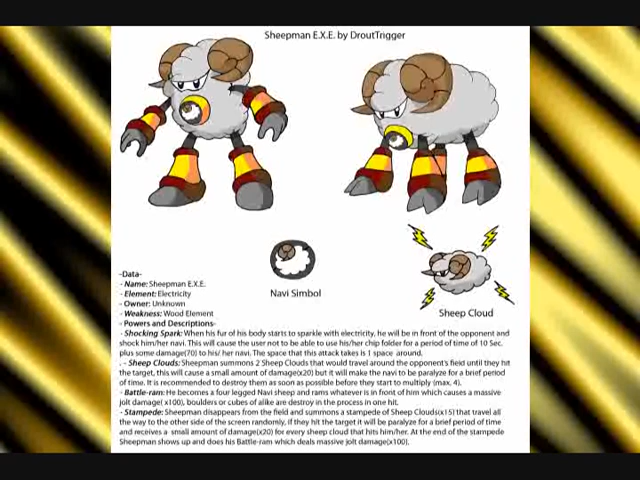 Sheepman E.X.E. by DroutTrigger
Navi Simbol
Sheep Cloud
-Data-
- Name: Sheepman E.X.E.
- Element: Electricity
- Owner: Unknown
- Weakness: Wood Element
- Powers and Descriptions-
- Shocking Spark: When his fur of his body starts to sparkle with electricity, he will be in front of the opponent and
shock him/her navi. This will cause the user not to be able to use his/her chip folder for a period of time of 10 Sec.
plus some damage(70) to his/ her navi. The space that this attack takes is 1 space around.
. - Sheep Clouds: Sheepman summons 2 Sheep Clouds that would travel around the opponent's field until they hit
the target, this will cause a small amount of damage(x20) but it will make the navi to be paralyze for a brief period
of time. It is recommended to destroy them as soon as possible before they start to multiply (max. 4).
- Battle-ram: He becomes a four legged Navi sheep and rams whatever is in front of him which causes a massive
jolt damage( x100), boulders or cubes of alike are destroy in the process in one hit.
- Stampede: Sheepman disappears from the field and summons a stampede of Sheep Clouds(x15) that travel all
the way to the other side of the screen randomly, if they hit the target it will be paralyze for a brief period of time
and receives a small amount of damage(x20) for every sheep cloud that hits him/her. At the end of the stampede
Sheepman shows up and does his Battle-ram which deals massive jolt damage(x100).